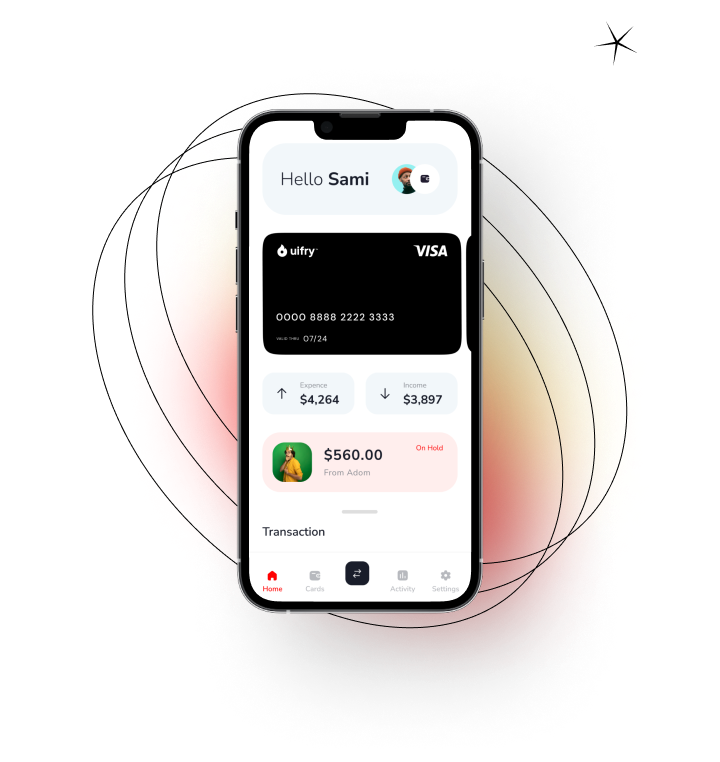 Hello Sami
uifry™
VISA
0000 8888 2222 3333
VALID THRU 07/24
Expence
$4,264
Income
$3,897
$560.00
On Hold
From Adom
Transaction
Home
Cards
Activity
Settings